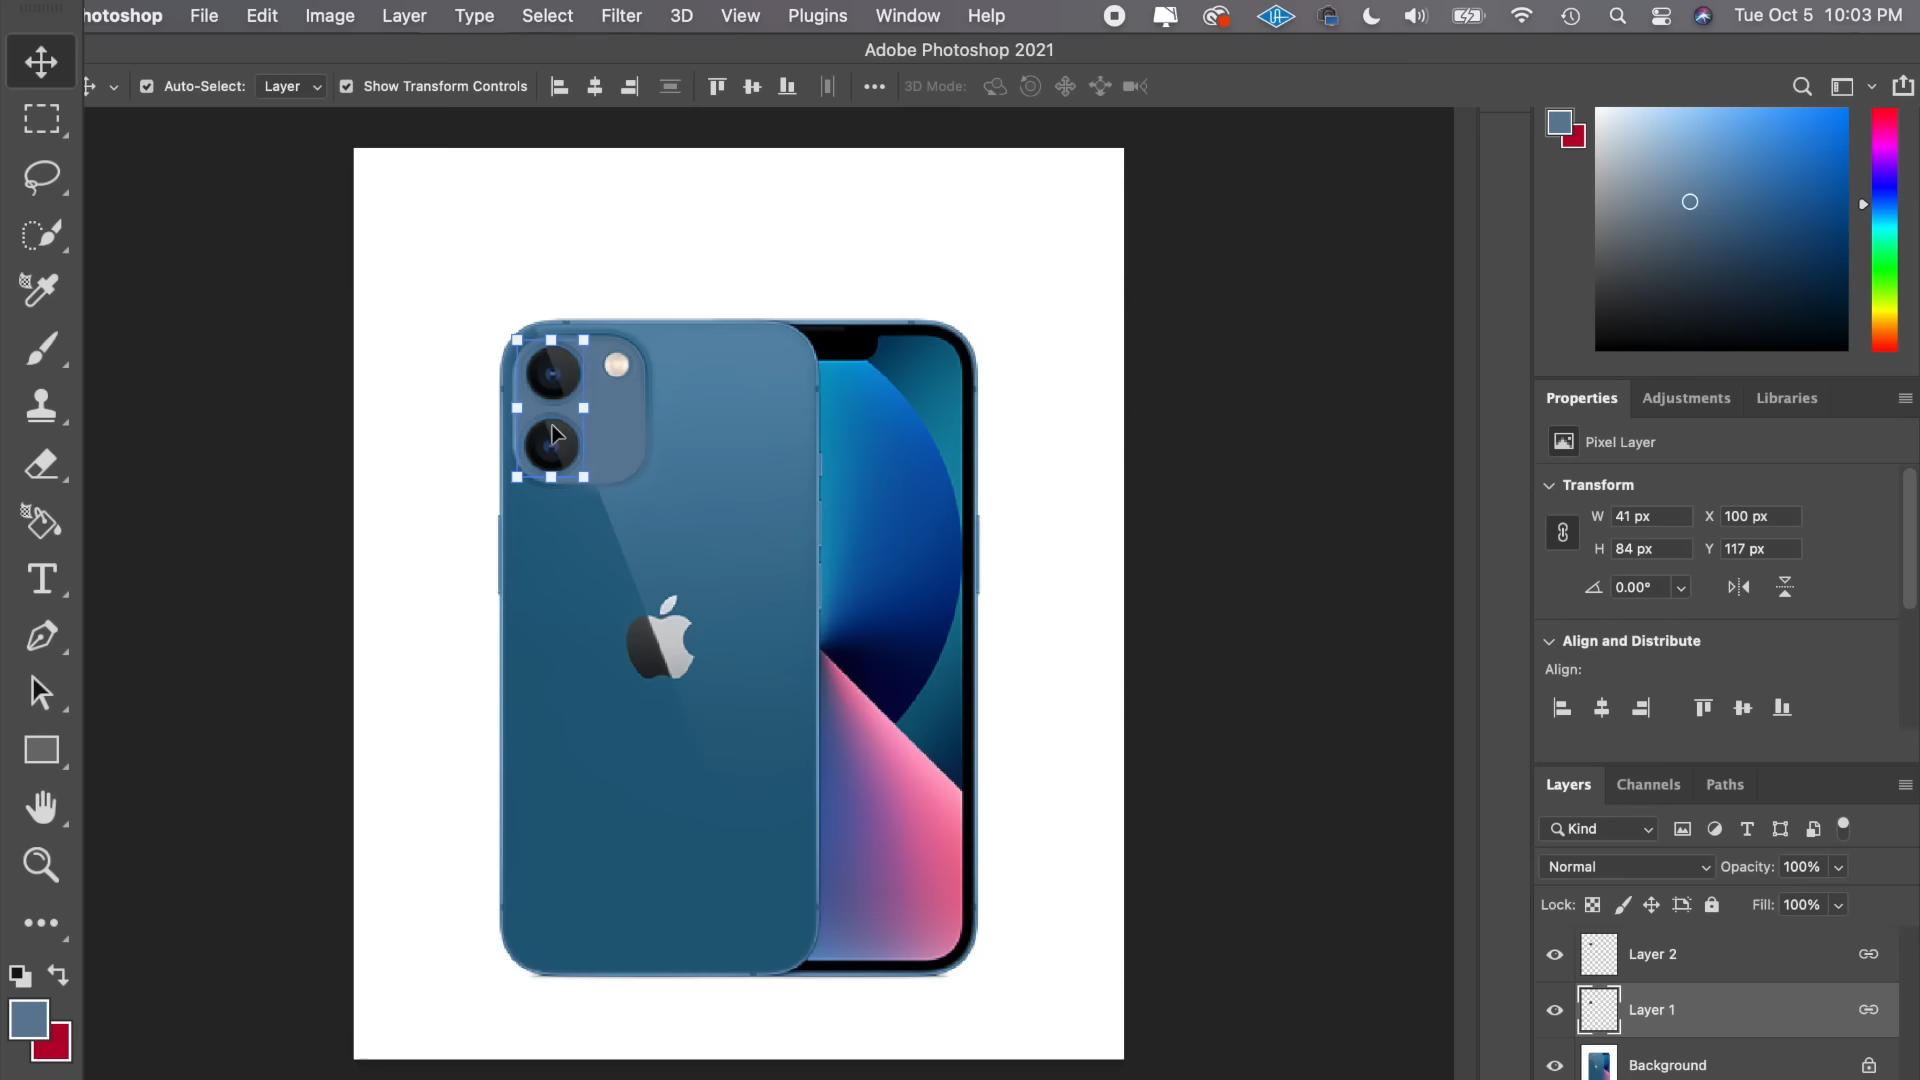 hotoshop File Edit Image Layer Type Select Filter 3D View Plugins Window Help Tue Oct 5 10:03 PM
Adobe Photoshop 2021
Auto-Select: Layer Show Transform Controls 3D Mode:
Properties Adjustments Libraries
Pixel Layer
Transform
W 41 px X 100 px
H 84 px Y 117 px
0.00°
Align and Distribute
Align:
Layers Channels Paths
Kind
Normal Opacity: 100%
Lock: Fill: 100%
Layer 2
Layer 1
Background